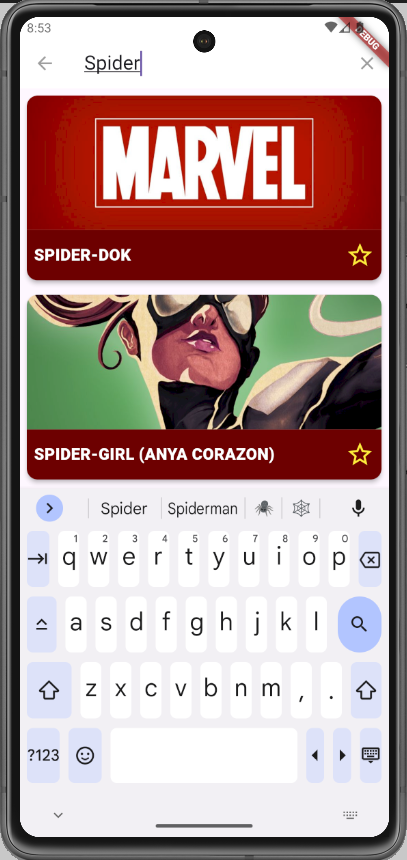 8:53
DEBUG
Spider
MARVEL
SPIDER-DOK
SPIDER-GIRL (ANYA CORAZON)
Spider Spiderman
1 2 3 4 5 6 7 8 9 0
q w e r t y u i o p
a s d f g h j k l
z x c v b n m , .
?123